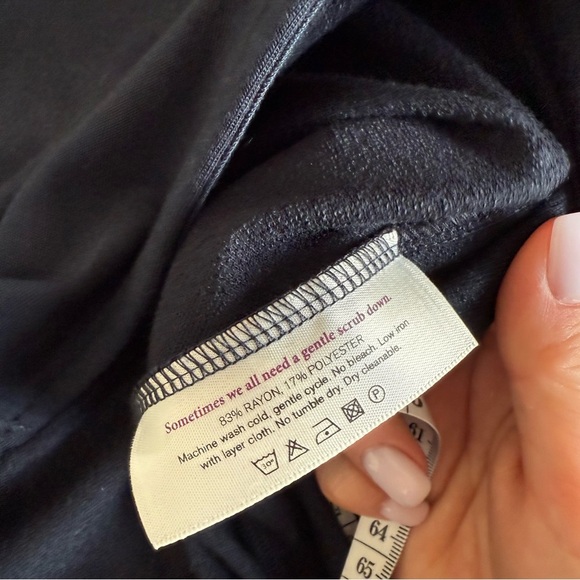 Sometimes we all need a gentle scrub down.
83% RAYON. 17% POLYESTER
Machine wash cold, gentle cycle. No bleach. Low iron
with layer cloth. No tumble dry. Dry cleanable.
30°
P
61
64
65